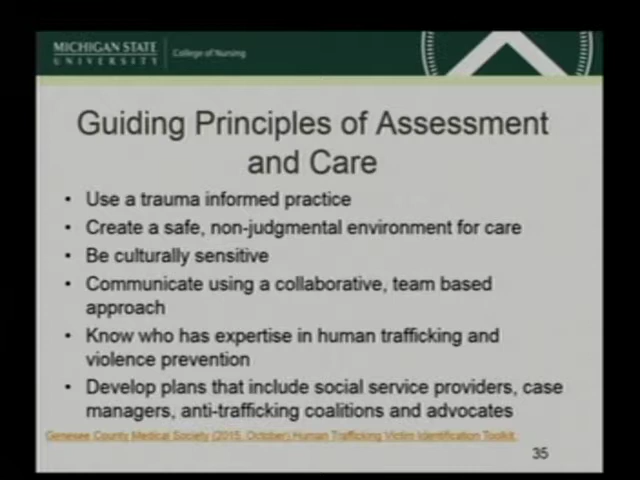 MICHIGAN STATE
UNIVERSITY
College of Nursing
Guiding Principles of Assessment
and Care
• Use a trauma informed practice
• Create a safe, non-judgmental environment for care
• Be culturally sensitive
• Communicate using a collaborative, team based
approach
• Know who has expertise in human trafficking and
violence prevention
• Develop plans that include social service providers, case
managers, anti-trafficking coalitions and advocates
Genesee County Medical Society (2015, October) Human Trafficking Victim Identification Toolkit.
35